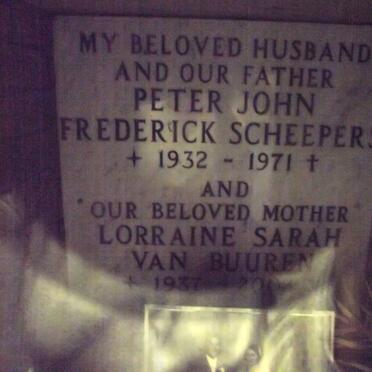 MY BELOVED HUSBAND
AND OUR FATHER
PETER JOHN
FREDERICK SCHEEPERS
+ 1932 - 1971 +
AND
"OUR BELOVED MOTHER"
LORRAINE SARAH
VAN BUUREN
+ 1937 -